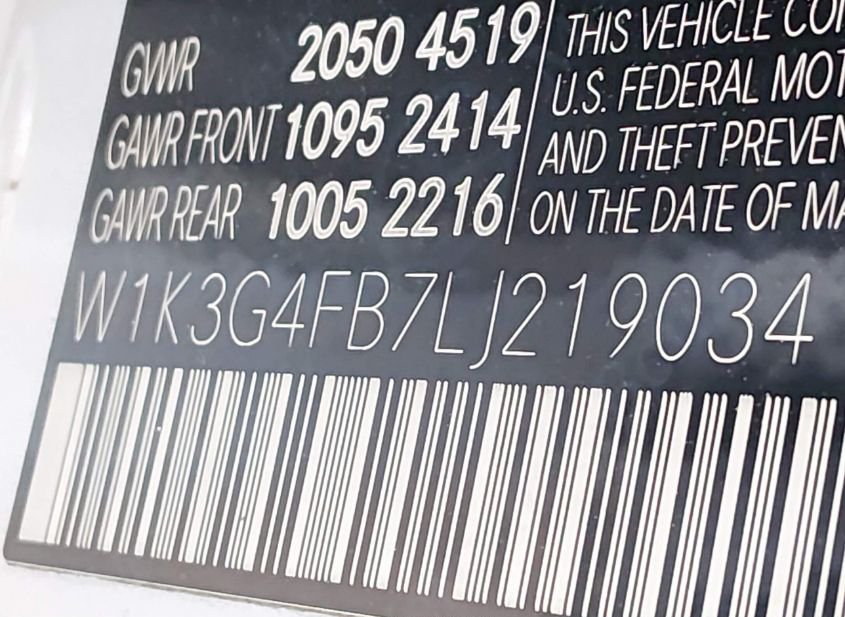 GVWR 2050 4519 THIS VEHICLE CO
GAWR FRONT 1095 2414 U.S. FEDERAL MOT
GAWR REAR 1005 2216 AND THEFT PREVEN
ON THE DATE OF MA
W1K3G4FB7LJ219034